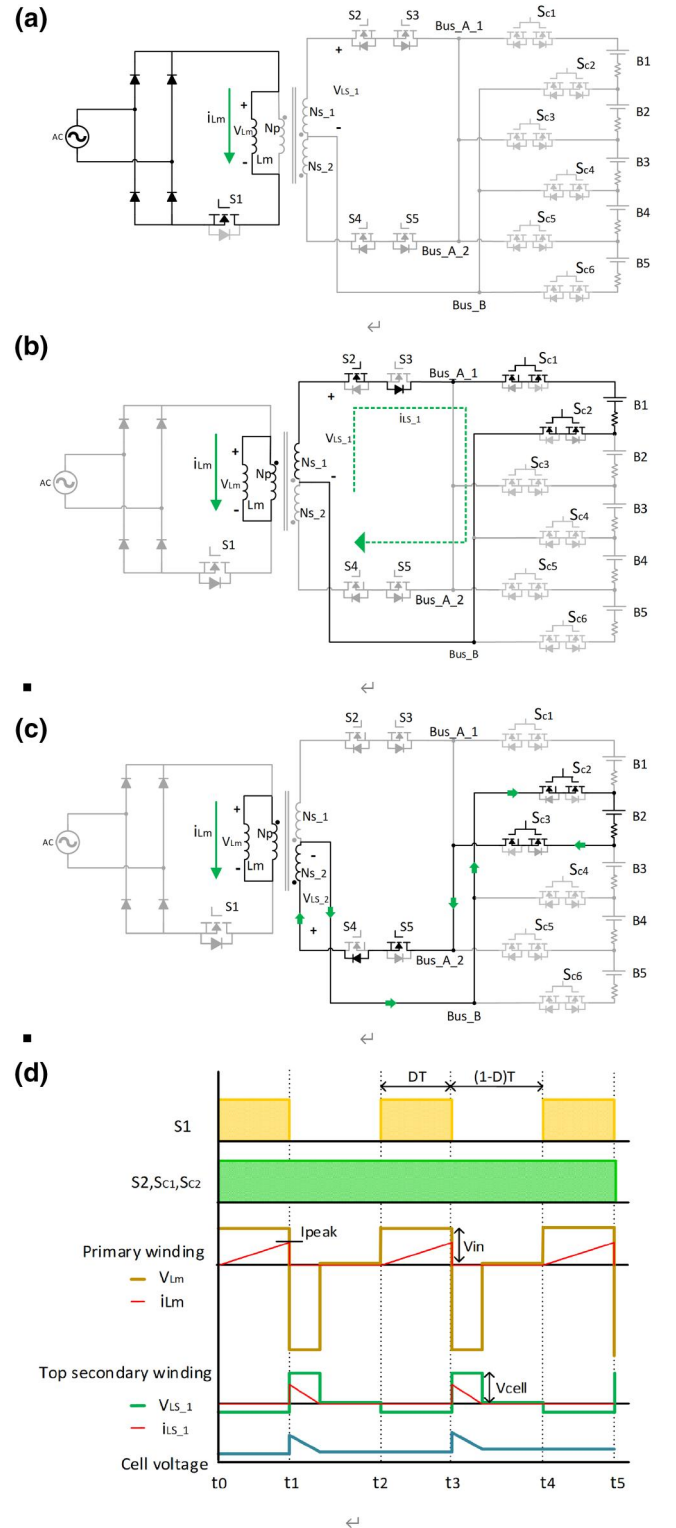 (a)
S2 S3 Bus_A_1 Sc1
+ B1
VLS_1 Sc2
iLm + Ns_1 B2
VLm Np Sc3
AC - Lm - Ns_2 B3
Sc4
S1 B4
S4 S5 Sc5
Bus_A_2 B5
Sc6
Bus_B
↵
(b)
S2 S3 Bus_A_1 Sc1
+ iLS_1 B1
VLS_1 Sc2
iLm + Ns_1 B2
AC VLm Np - Sc3
- Lm Ns_2 B3
Sc4
S1 B4
S4 S5 Sc5
Bus_A_2 B5
Sc6
Bus_B
↵
(c)
S2 S3 Bus_A_1 Sc1
B1
Sc2
iLm + Ns_1 B2
AC VLm Np - Sc3
- Lm Ns_2 B3
VLS_2 Sc4
S1 + B4
S4 S5 Sc5
Bus_A_2 B5
Sc6
Bus_B
↵
(d)
DT (1-D)T
S1
S2,SC1,SC2
Ipeak
Primary winding Vin
VLm
iLm
Top secondary winding
Vcell
VLS_1
iLS_1
Cell voltage
t0 t1 t2 t3 t4 t5
↵